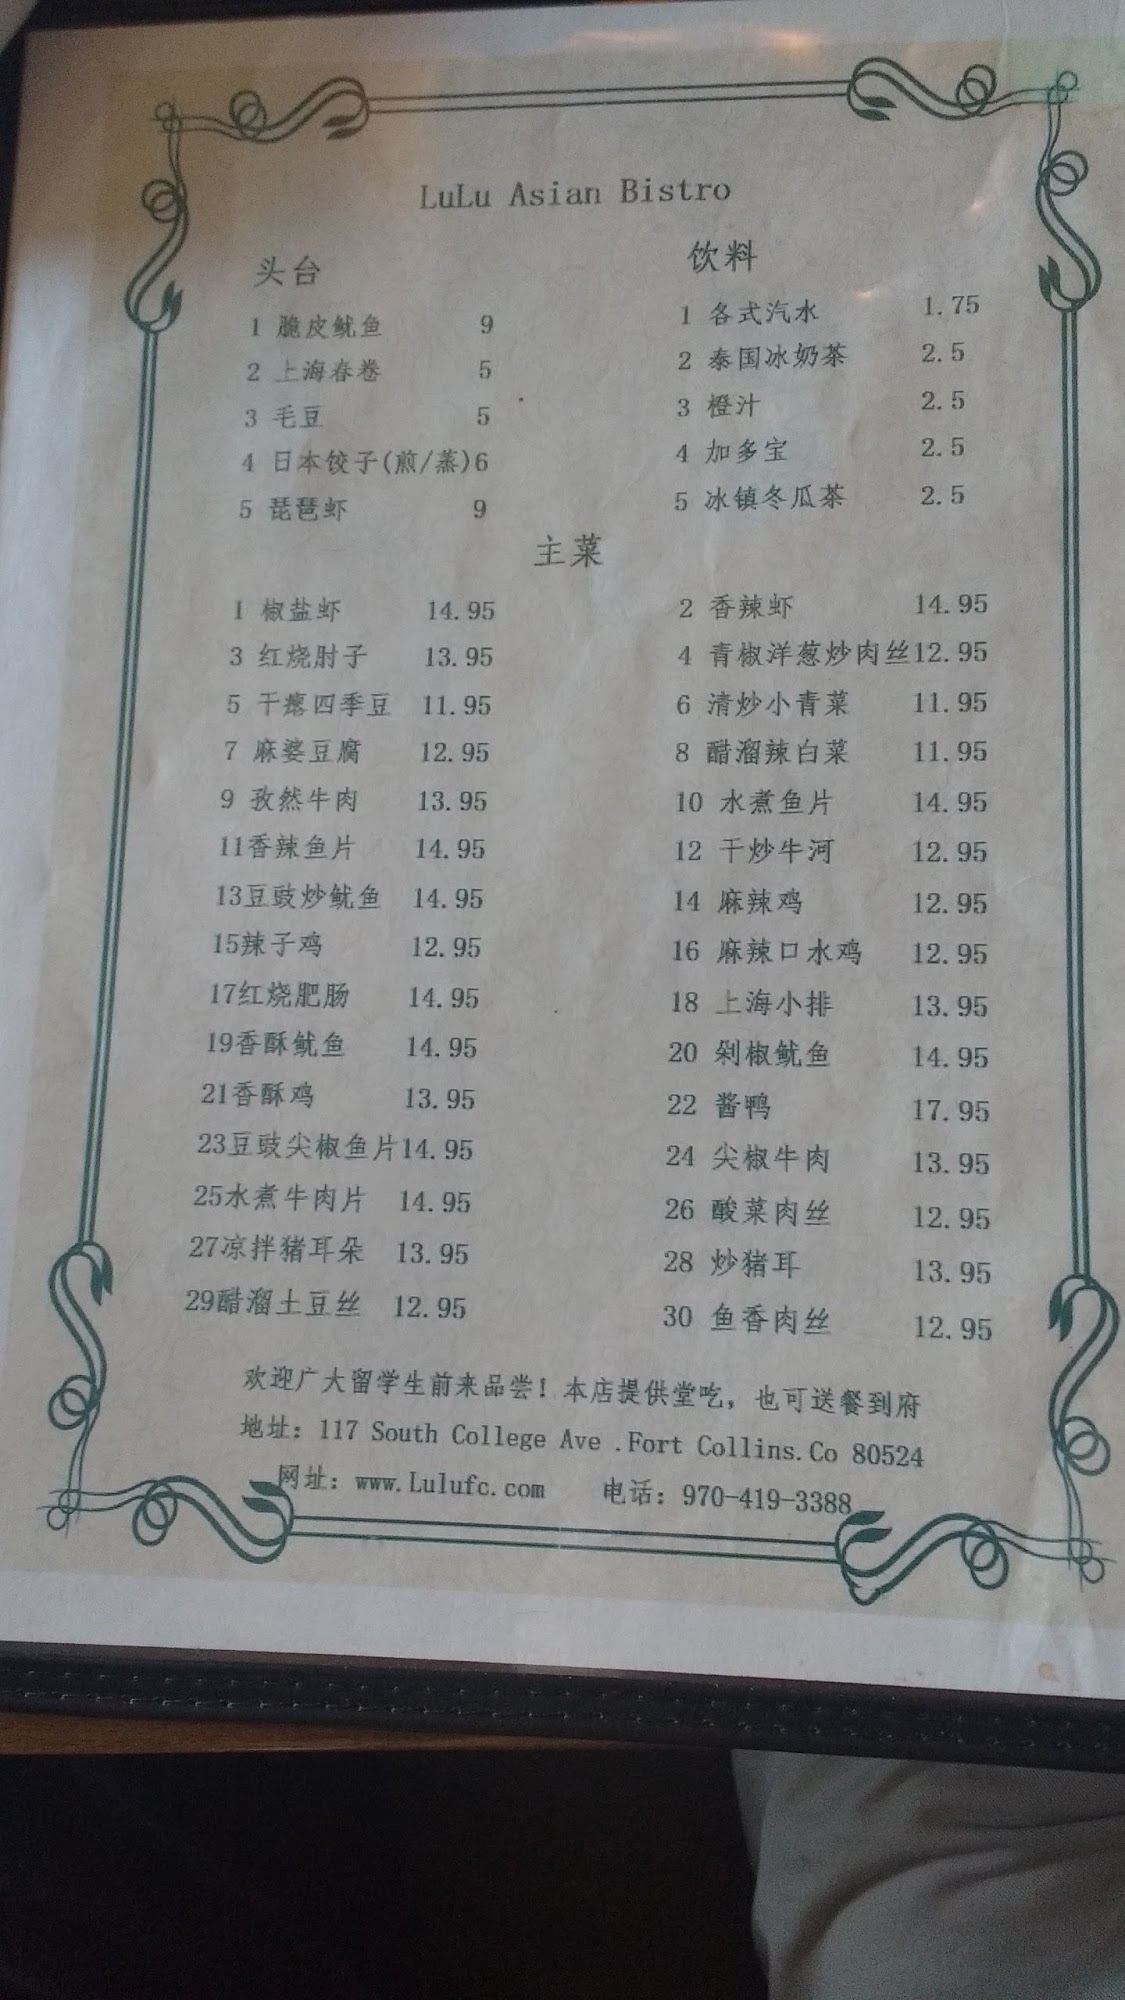 LuLu Asian Bistro
头台
1 脆皮鱿鱼 9
2 上海春卷 5
3 毛豆 5
4 日本饺子(煎/蒸)6
5 琵琶虾 9
饮料
1 各式汽水 1.75
2 泰国冰奶茶 2.5
3 橙汁 2.5
4 加多宝 2.5
5 冰镇冬瓜茶 2.5
主菜
1 椒盐虾 14.95
2 香辣虾 14.95
3 红烧肘子 13.95
4 青椒洋葱炒肉丝12.95
5 干瘪四季豆 11.95
6 清炒小青菜 11.95
7 麻婆豆腐 12.95
8 醋溜辣白菜 11.95
9 孜然牛肉 13.95
10 水煮鱼片 14.95
11香辣鱼片 14.95
12 干炒牛河 12.95
13豆豉炒鱿鱼 14.95
14 麻辣鸡 12.95
15辣子鸡 12.95
16 麻辣口水鸡 12.95
17红烧肥肠 14.95
18 上海小排 13.95
19香酥鱿鱼 14.95
20 剁椒鱿鱼 14.95
21香酥鸡 13.95
22 酱鸭 17.95
23豆豉尖椒鱼片14.95
24 尖椒牛肉 13.95
25水煮牛肉片 14.95
26 酸菜肉丝 12.95
27凉拌猪耳朵 13.95
28 炒猪耳 13.95
29醋溜土豆丝 12.95
30 鱼香肉丝 12.95
欢迎广大留学生前来品尝！本店提供堂吃，也可送餐到府
地址：117 South College Ave .Fort Collins.Co 80524
网址：www.Lulufc.com 电话：970-419-3388